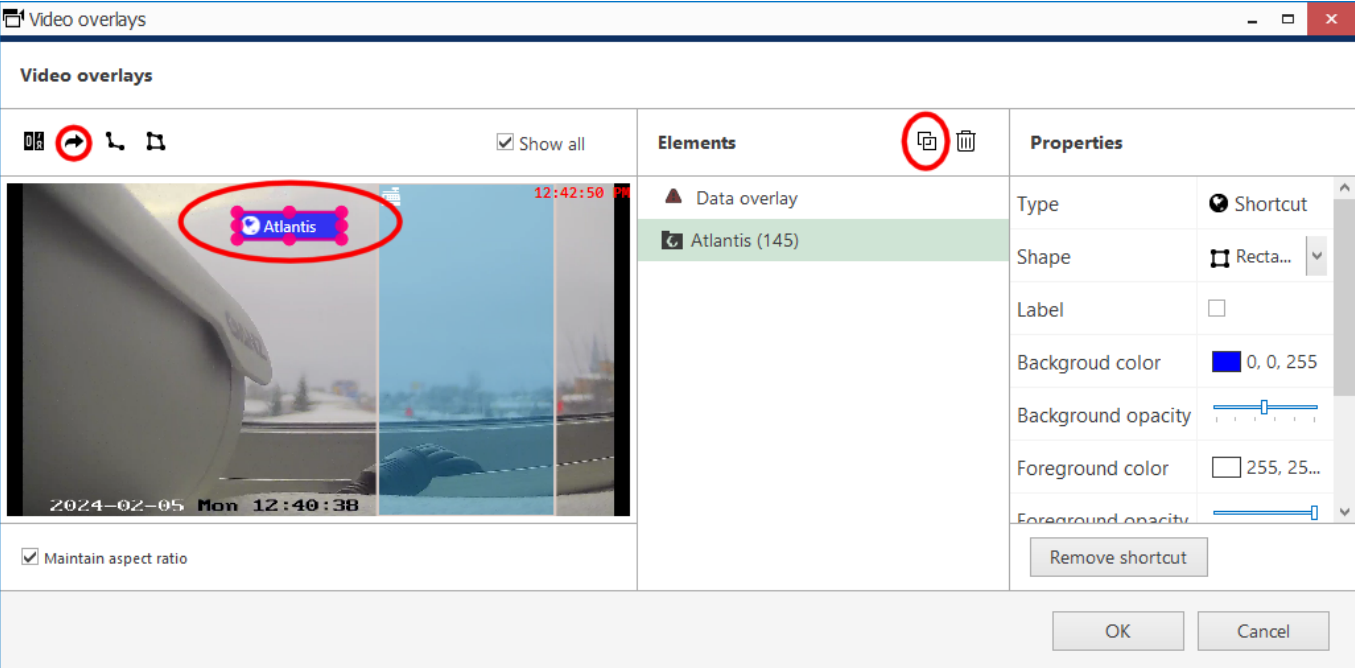 Video overlays
Video overlays
Show all
Elements
Properties
12:42:50 PM
Atlantis
2024-02-05 Mon 12:40:38
Maintain aspect ratio
Data overlay
Atlantis (145)
Type
Shortcut
Shape
Recta...
Label
Backgroud color
0, 0, 255
Background opacity
Foreground color
255, 25...
Foreground opacity
Remove shortcut
OK
Cancel